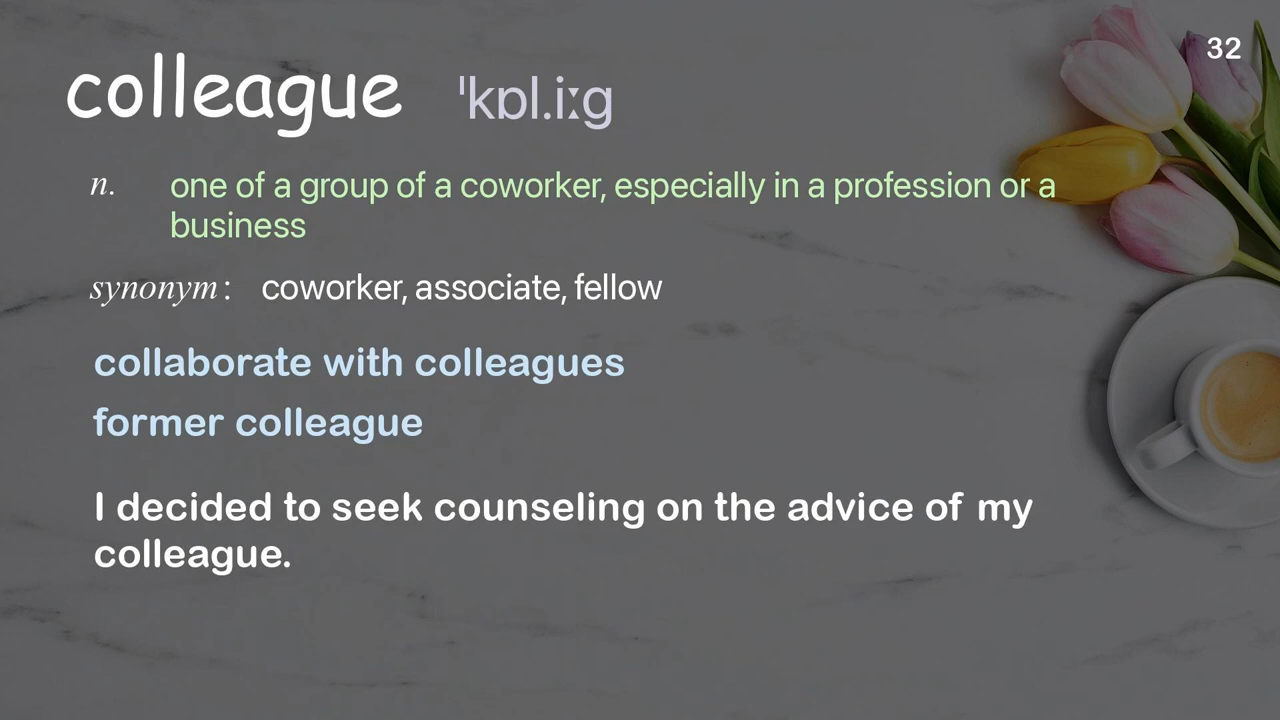 32
colleague ˈkɒl.iːg
n. one of a group of a coworker, especially in a profession or a
business
synonym: coworker, associate, fellow
collaborate with colleagues
former colleague
I decided to seek counseling on the advice of my
colleague.